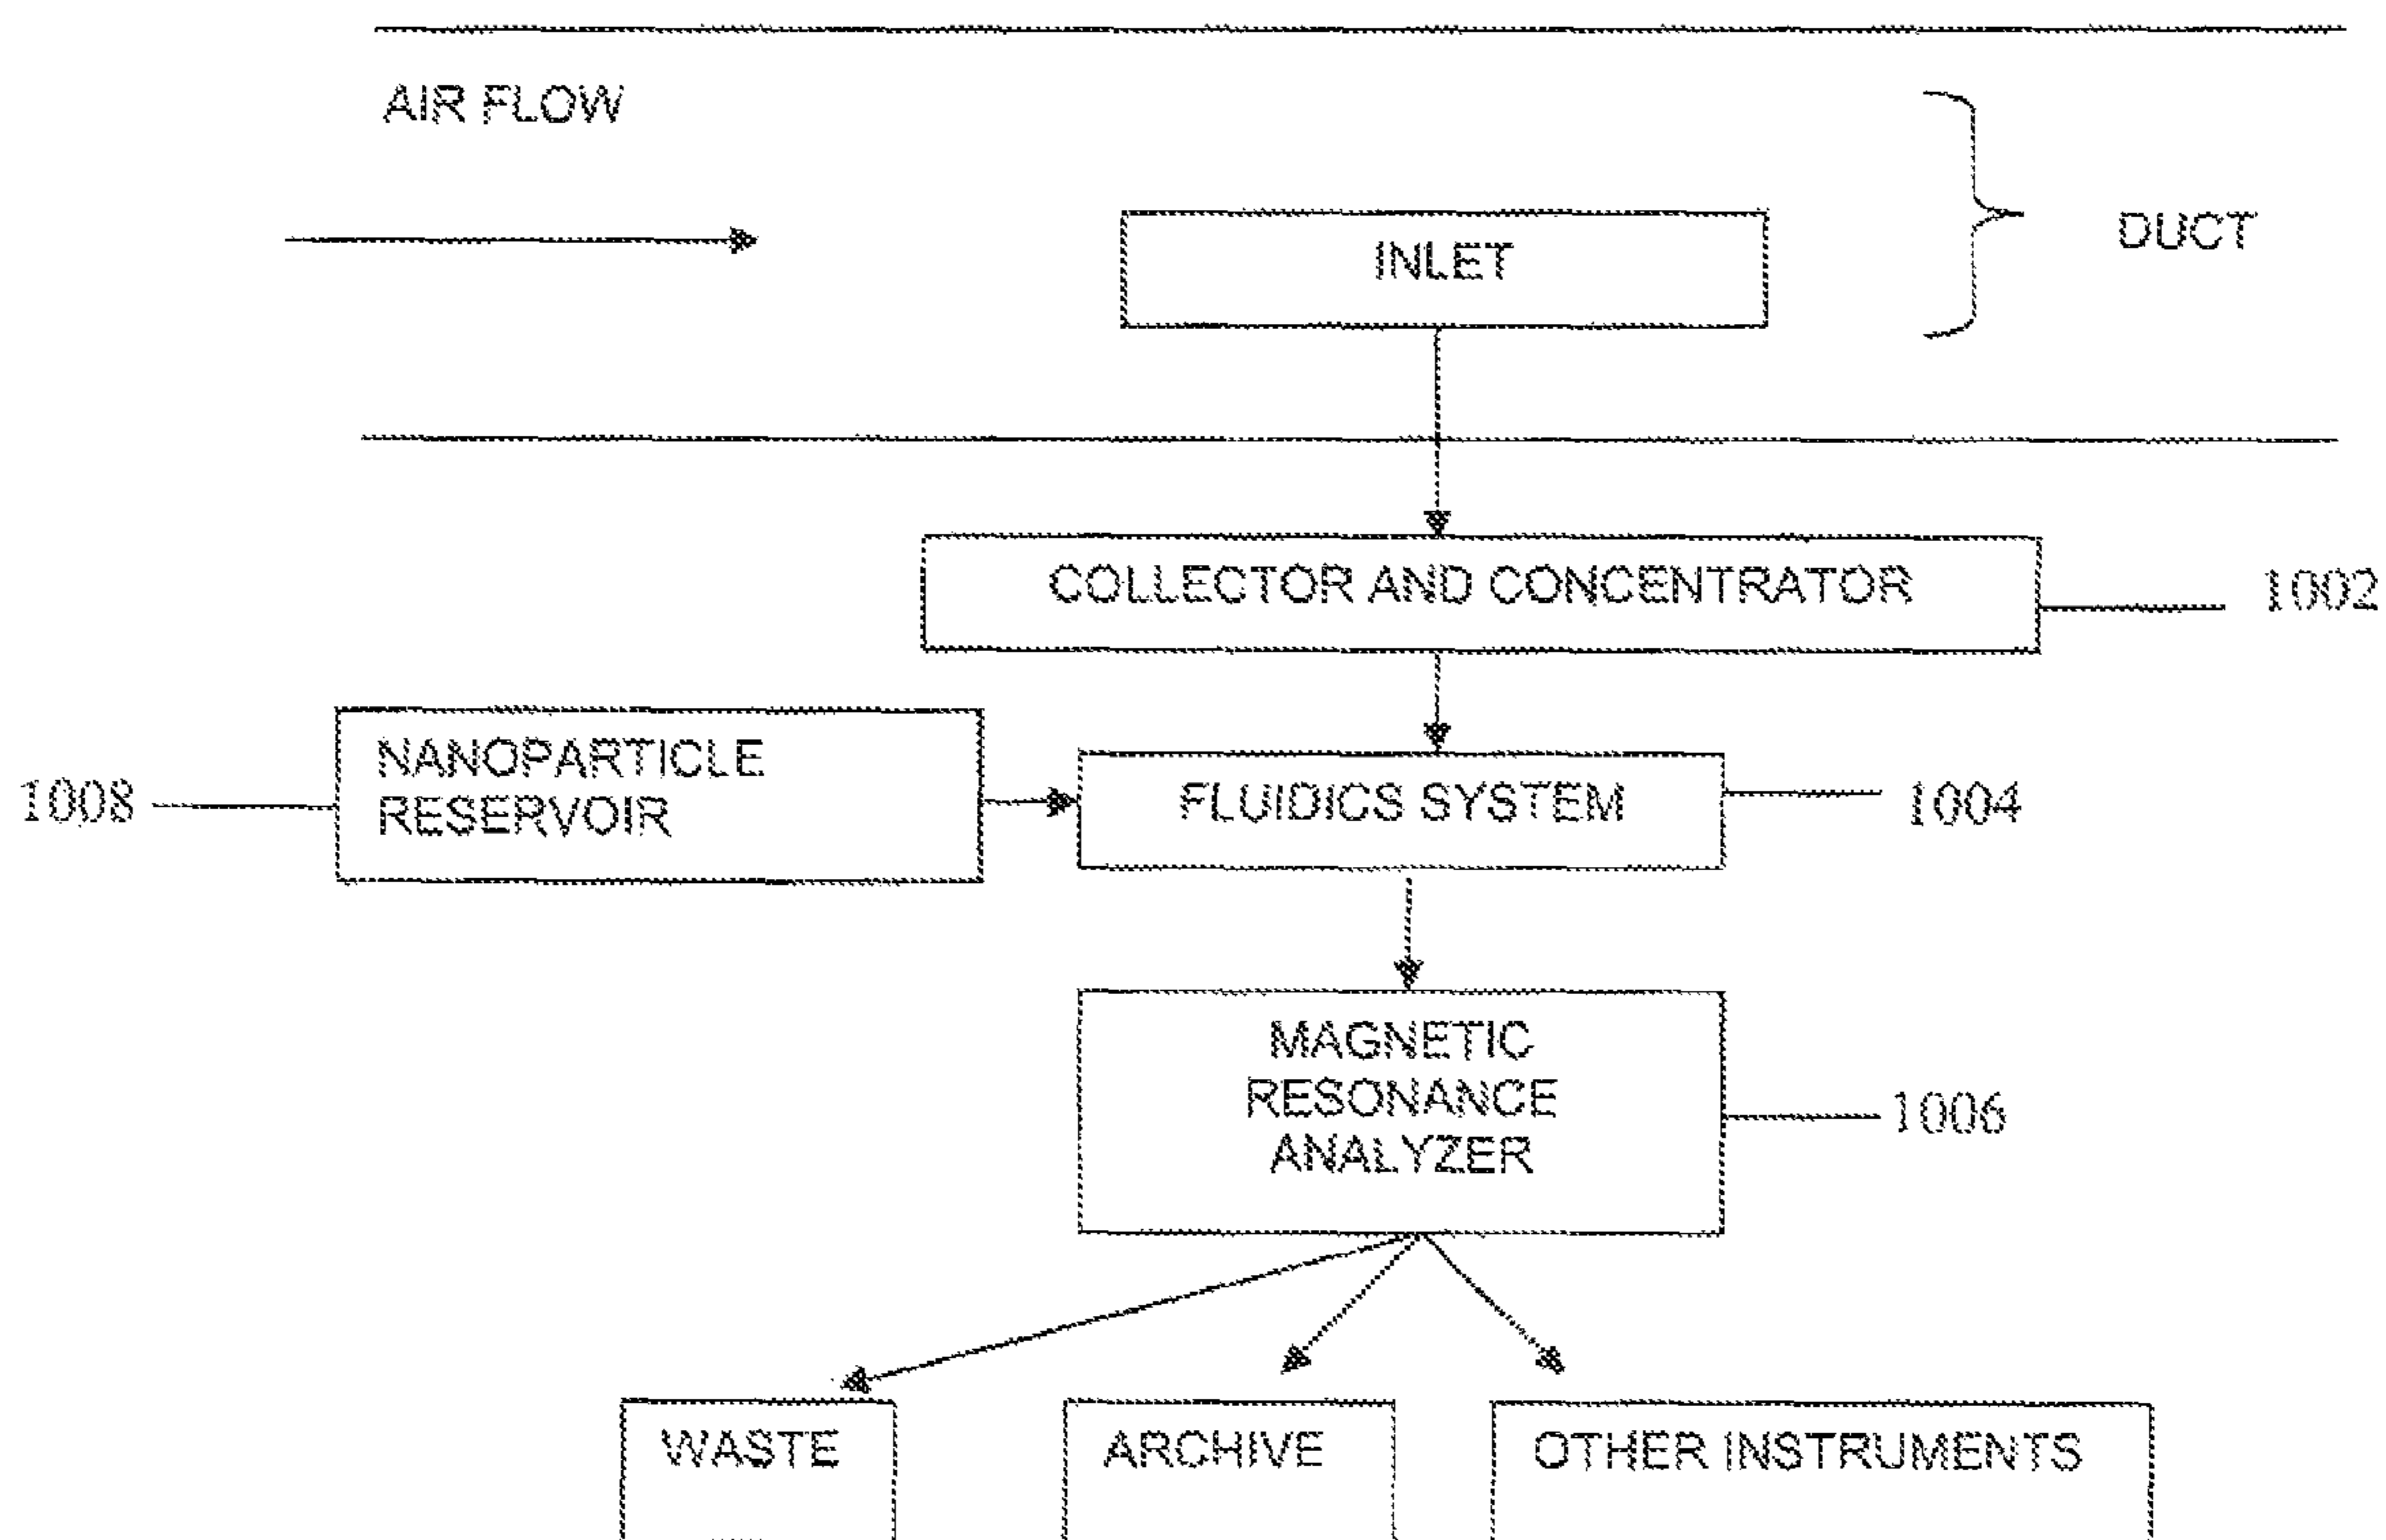 AIR FLOW
INLET
DUCT
COLLECTOR AND CONCENTRATOR
1002
NANOPARTICLE
RESERVOIR
1008
FLUIDICS SYSTEM
1004
MAGNETIC
RESONANCE
ANALYZER
1006
WASTE
ARCHIVE
OTHER INSTRUMENTS